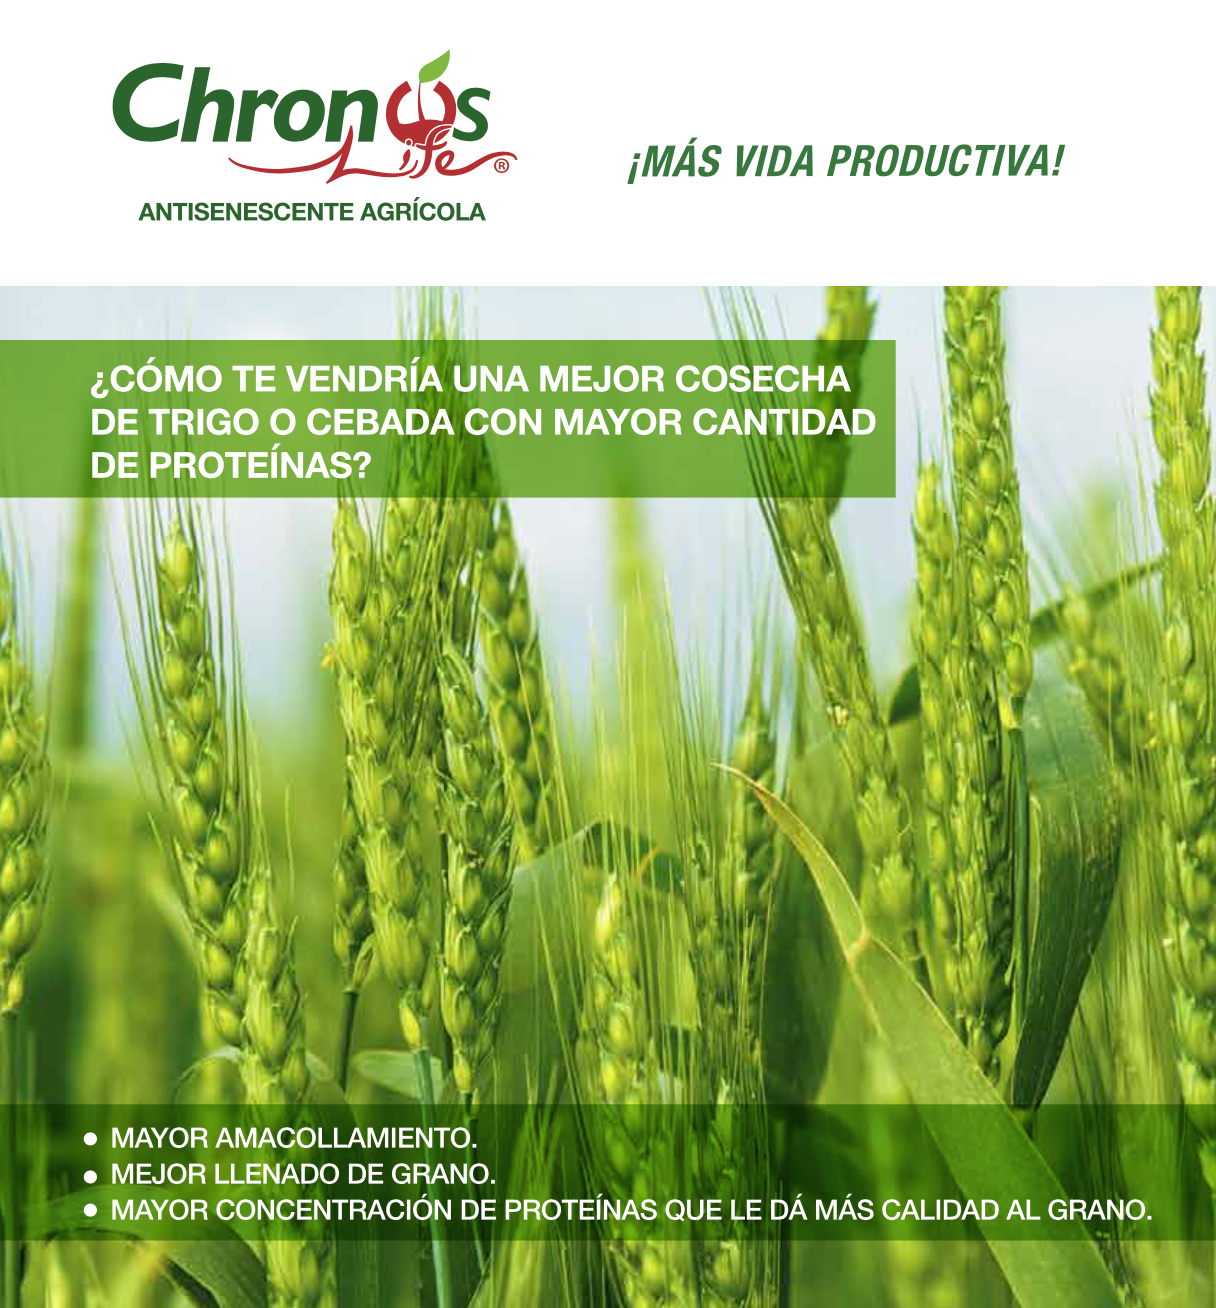 Chronos
Life®
ANTISENESCENTE AGRÍCOLA
¡MÁS VIDA PRODUCTIVA!
¿CÓMO TE VENDRÍA UNA MEJOR COSECHA
DE TRIGO O CEBADA CON MAYOR CANTIDAD
DE PROTEÍNAS?
• MAYOR AMACOLLAMIENTO.
• MEJOR LLENADO DE GRANO.
• MAYOR CONCENTRACIÓN DE PROTEÍNAS QUE LE DÁ MÁS CALIDAD AL GRANO.